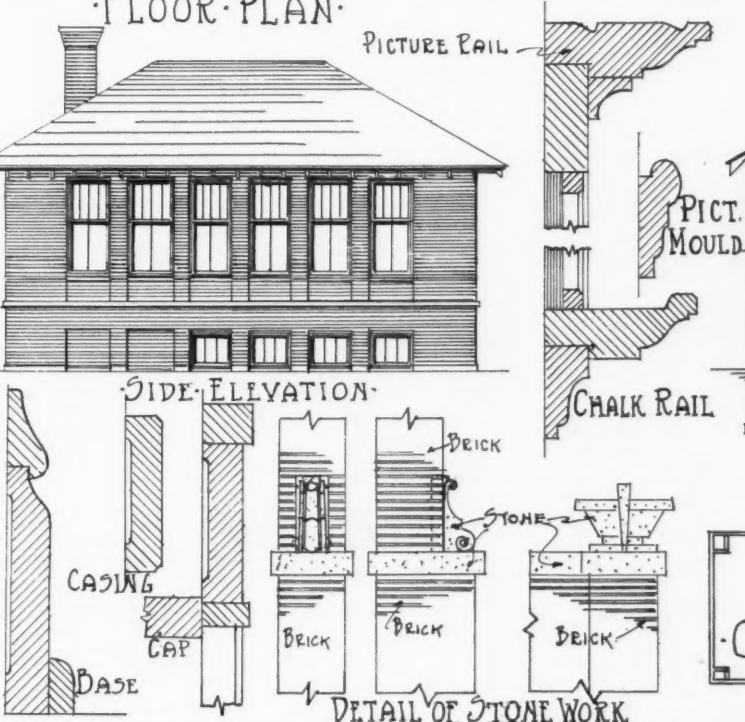 ·FLOOR·PLAN·
PICTURE RAIL
PICT.
MOULD
·SIDE·ELEVATION·
CHALK RAIL
BRICK
STONE
CASING
CAP
BASE
BRICK
BRICK
BRICK
DETAIL OF STONE WORK